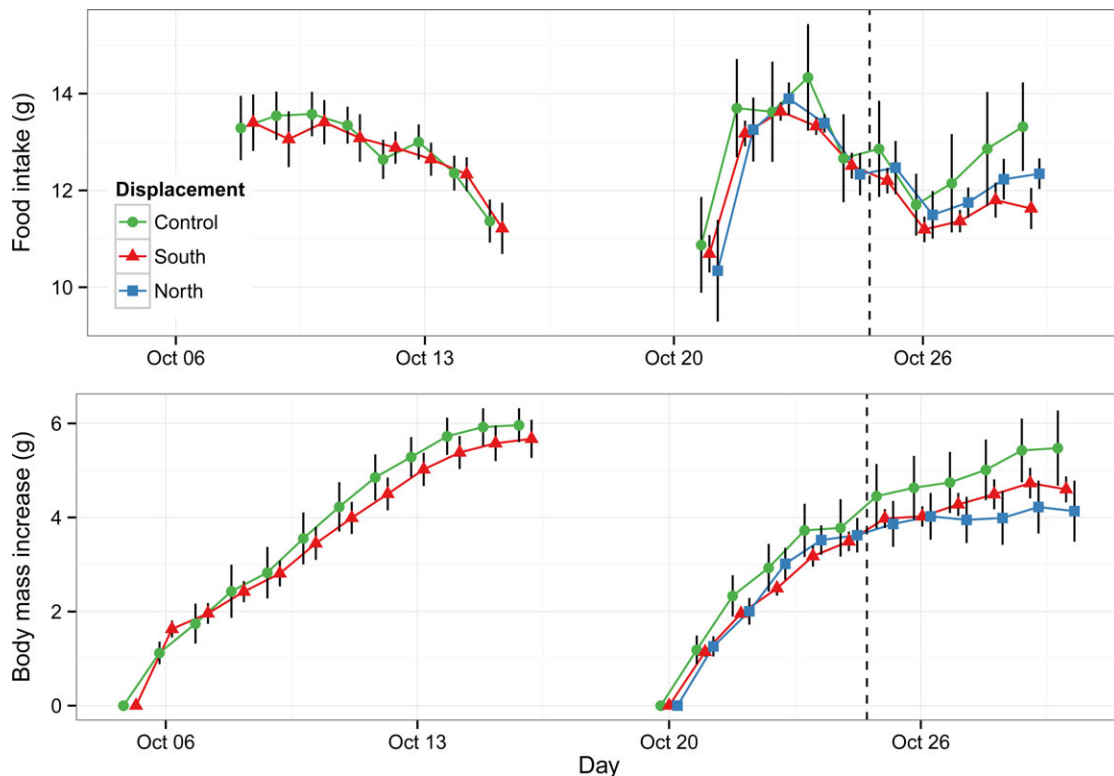 Food intake (g)
14
12
10
Displacement
Control
South
North
Oct 06
Oct 13
Oct 20
Oct 26
Body mass increase (g)
6
4
2
0
Oct 06
Oct 13
Oct 20
Oct 26
Day